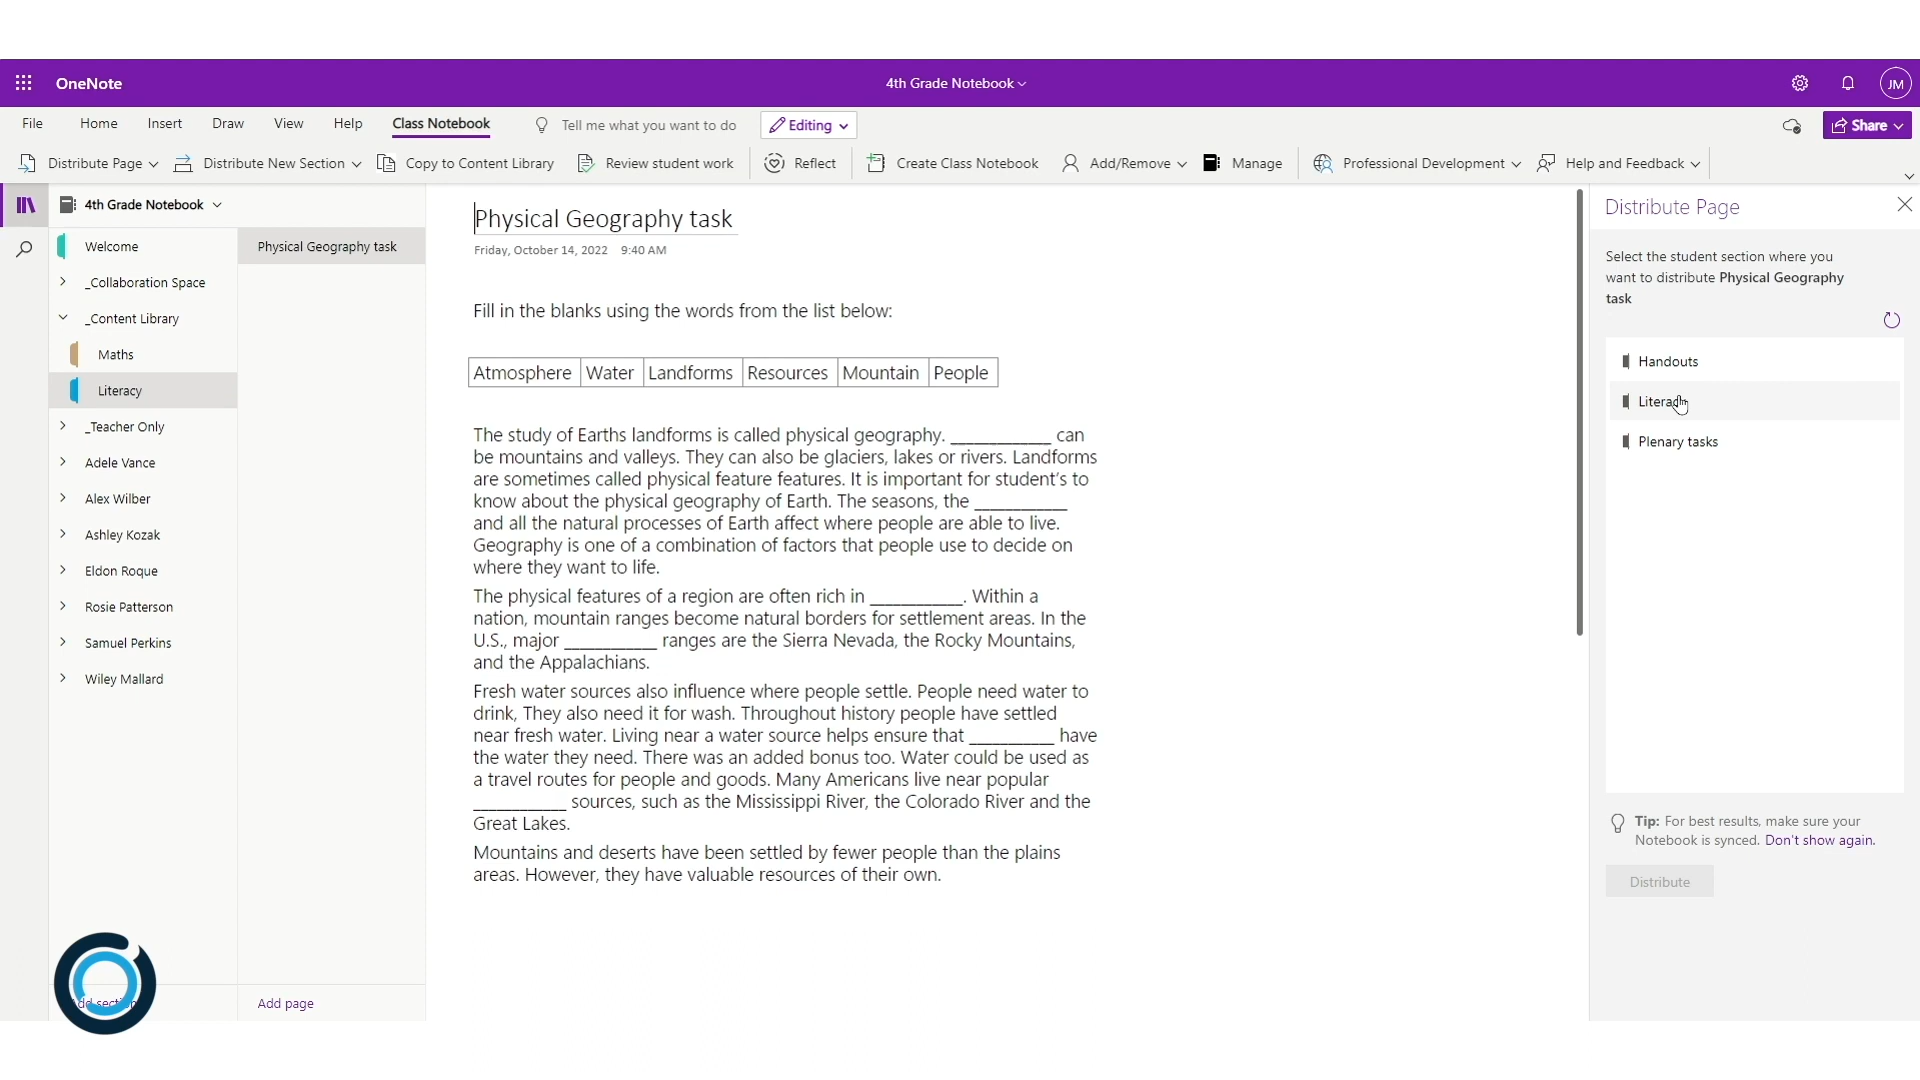 OneNote
4th Grade Notebook
JM
File Home Insert Draw View Help Class Notebook Tell me what you want to do Editing Share
Distribute Page Distribute New Section Copy to Content Library Review student work Reflect Create Class Notebook Add/Remove Manage Professional Development Help and Feedback
4th Grade Notebook
Welcome
_Collaboration Space
_Content Library
Maths
Literacy
_Teacher Only
Adele Vance
Alex Wilber
Ashley Kozak
Eldon Roque
Rosie Patterson
Samuel Perkins
Wiley Mallard
Add section
Physical Geography task
Add page
Physical Geography task
Friday, October 14, 2022 9:40 AM
Fill in the blanks using the words from the list below:
Atmosphere Water Landforms Resources Mountain People
The study of Earths landforms is called physical geography. ____________ can
be mountains and valleys. They can also be glaciers, lakes or rivers. Landforms
are sometimes called physical feature features. It is important for student's to
know about the physical geography of Earth. The seasons, the ___________
and all the natural processes of Earth affect where people are able to live.
Geography is one of a combination of factors that people use to decide on
where they want to life.
The physical features of a region are often rich in ___________. Within a
nation, mountain ranges become natural borders for settlement areas. In the
U.S., major ___________ ranges are the Sierra Nevada, the Rocky Mountains,
and the Appalachians.
Fresh water sources also influence where people settle. People need water to
drink, They also need it for wash. Throughout history people have settled
near fresh water. Living near a water source helps ensure that __________ have
the water they need. There was an added bonus too. Water could be used as
a travel routes for people and goods. Many Americans live near popular
___________ sources, such as the Mississippi River, the Colorado River and the
Great Lakes.
Mountains and deserts have been settled by fewer people than the plains
areas. However, they have valuable resources of their own.
Distribute Page
Select the student section where you
want to distribute Physical Geography
task
Handouts
Literacy
Plenary tasks
Tip: For best results, make sure your
Notebook is synced. Don't show again.
Distribute